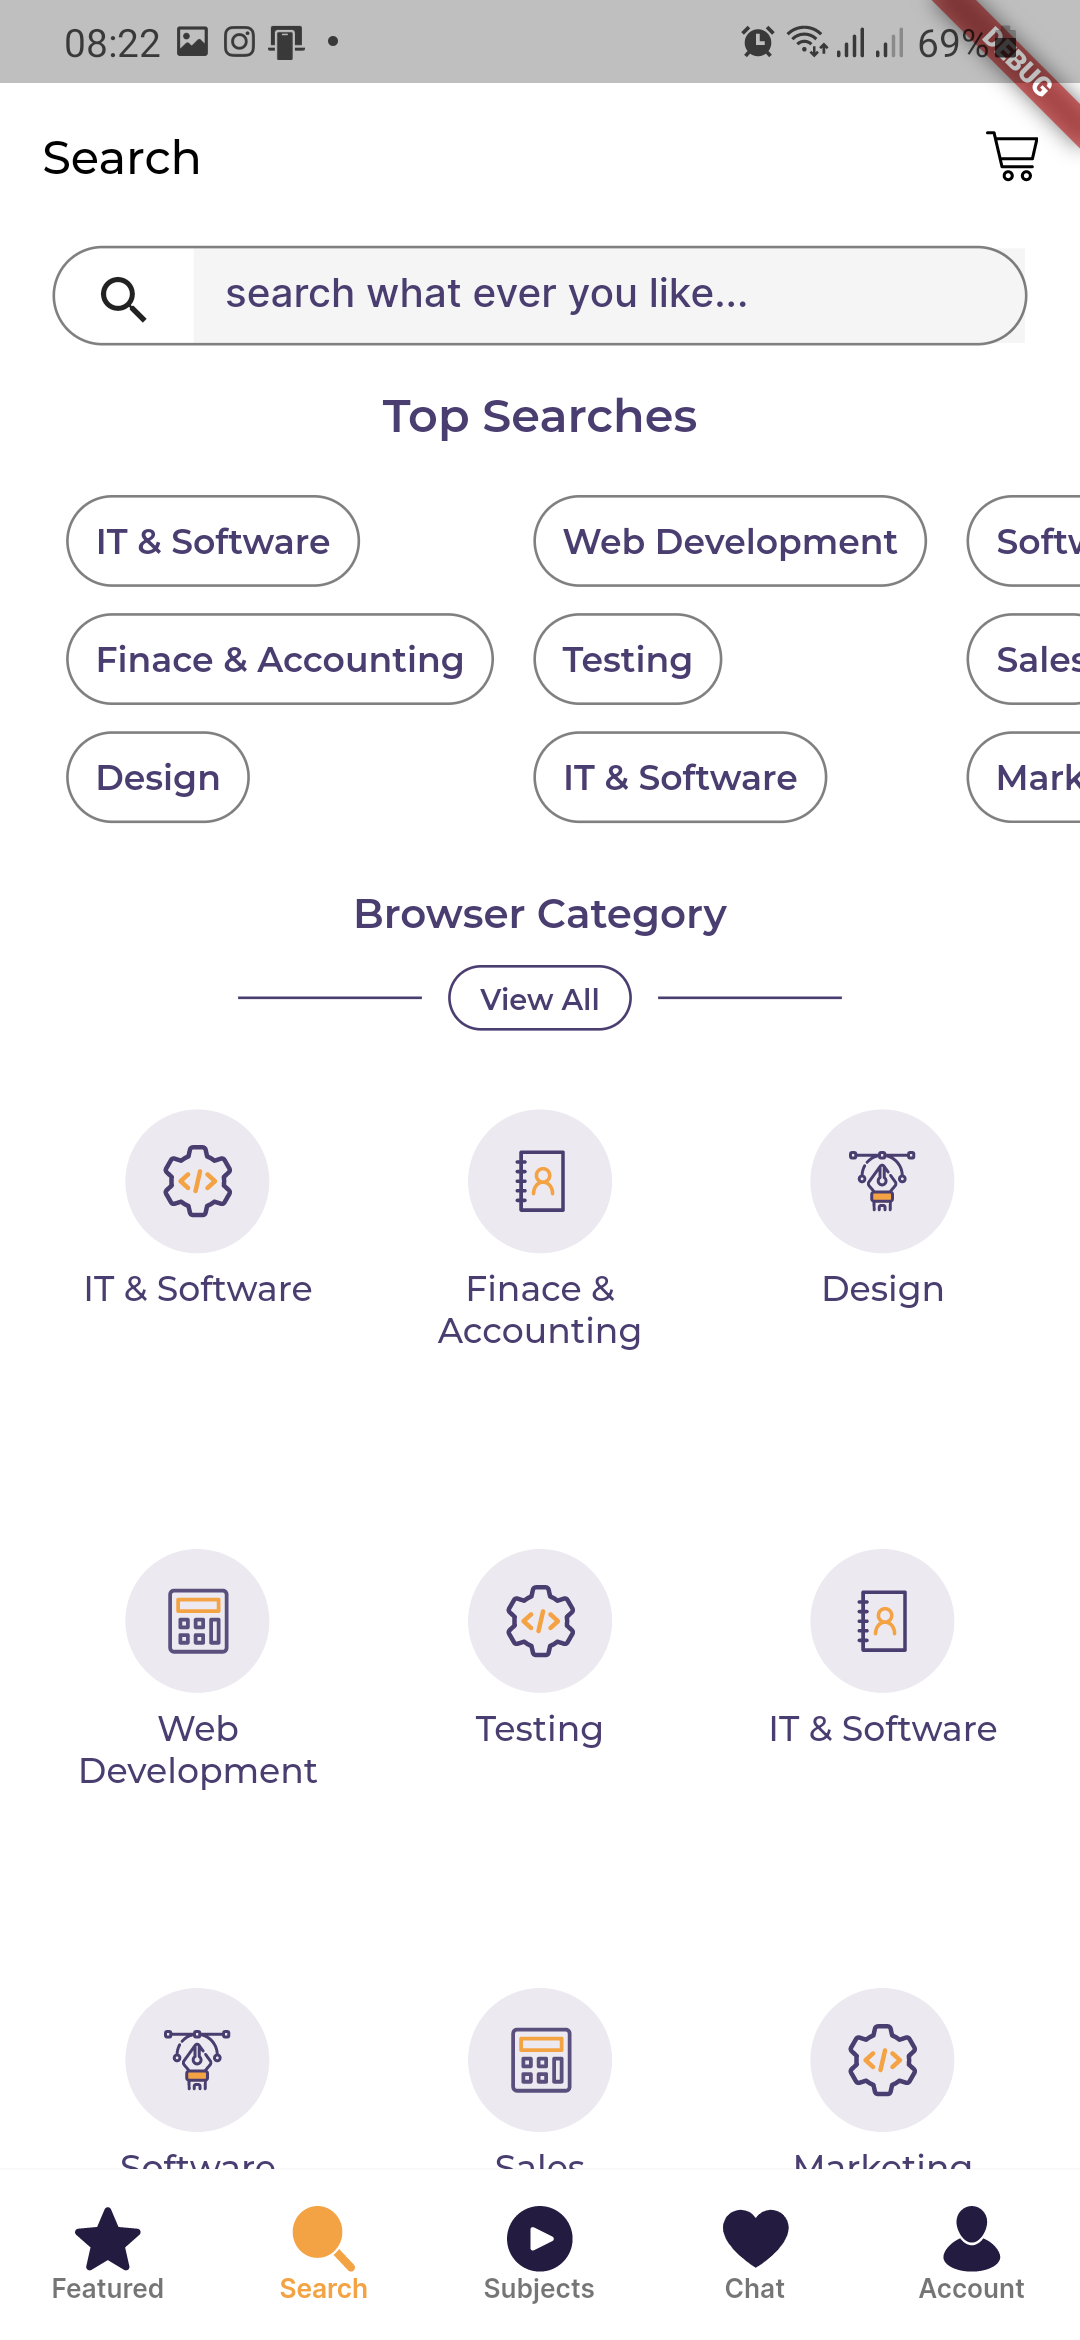 08:22
69%
DEBUG
Search
search what ever you like...
Top Searches
IT & Software
Web Development
Finace & Accounting
Testing
Sales
Design
IT & Software
Browser Category
View All
IT & Software
Finace &
Accounting
Design
Web
Development
Testing
IT & Software
Software
Sales
Marketing
Featured
Search
Subjects
Chat
Account